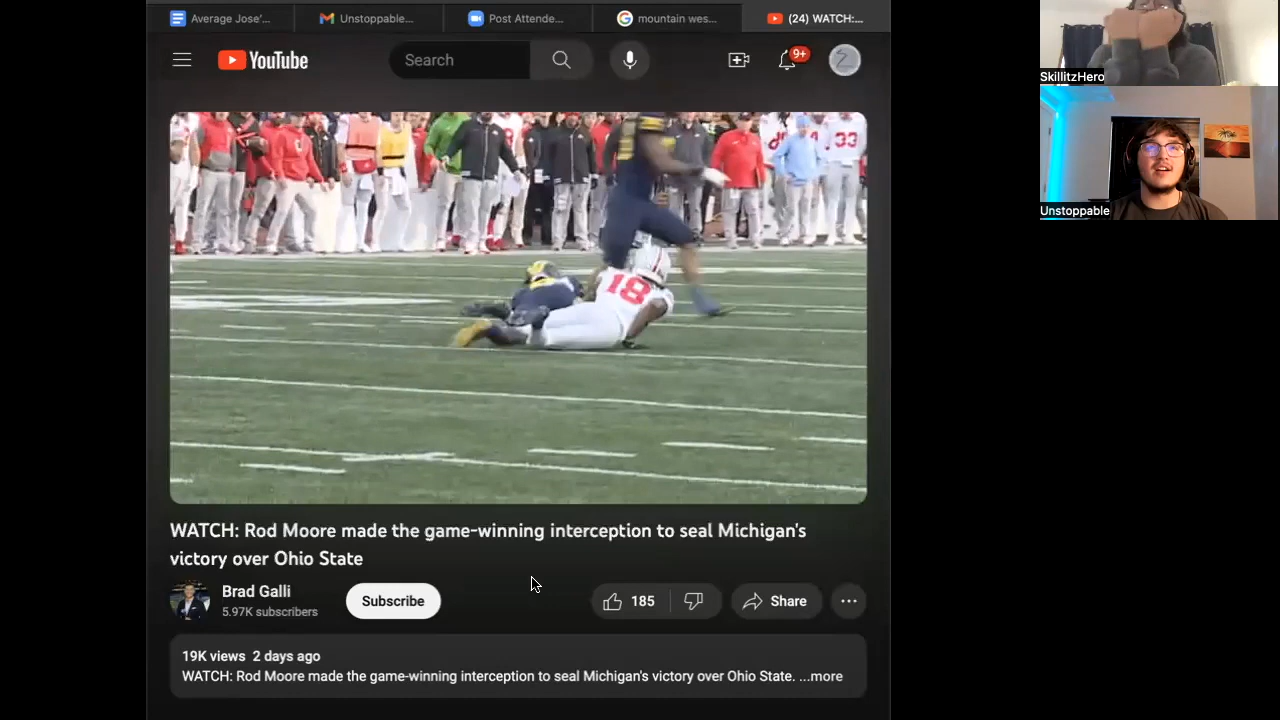 Average Jose'...
Unstoppable...
Post Attende...
mountain wes...
(24) WATCH:...
YouTube
Search
9+
SkillitzHero
Unstoppable
33
18
WATCH: Rod Moore made the game-winning interception to seal Michigan's
victory over Ohio State
Brad Galli
5.97K subscribers
Subscribe
185
Share
19K views 2 days ago
WATCH: Rod Moore made the game-winning interception to seal Michigan's victory over Ohio State. ...more